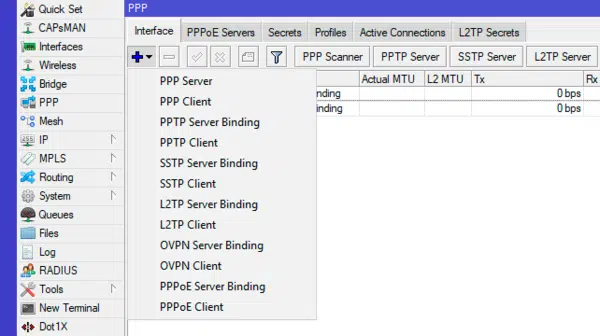 Quick Set
CAPsMAN
Interfaces
Wireless
Bridge
PPP
Mesh
IP
MPLS
Routing
System
Queues
Files
Log
RADIUS
Tools
New Terminal
Dot1X
PPP
Interface PPPoE Servers Secrets Profiles Active Connections L2TP Secrets
PPP Scanner PPTP Server SSTP Server L2TP Server
Actual MTU L2 MTU Tx Rx
nding 0 bps
nding 0 bps
PPP Server
PPP Client
PPTP Server Binding
PPTP Client
SSTP Server Binding
SSTP Client
L2TP Server Binding
L2TP Client
OVPN Server Binding
OVPN Client
PPPoE Server Binding
PPPoE Client